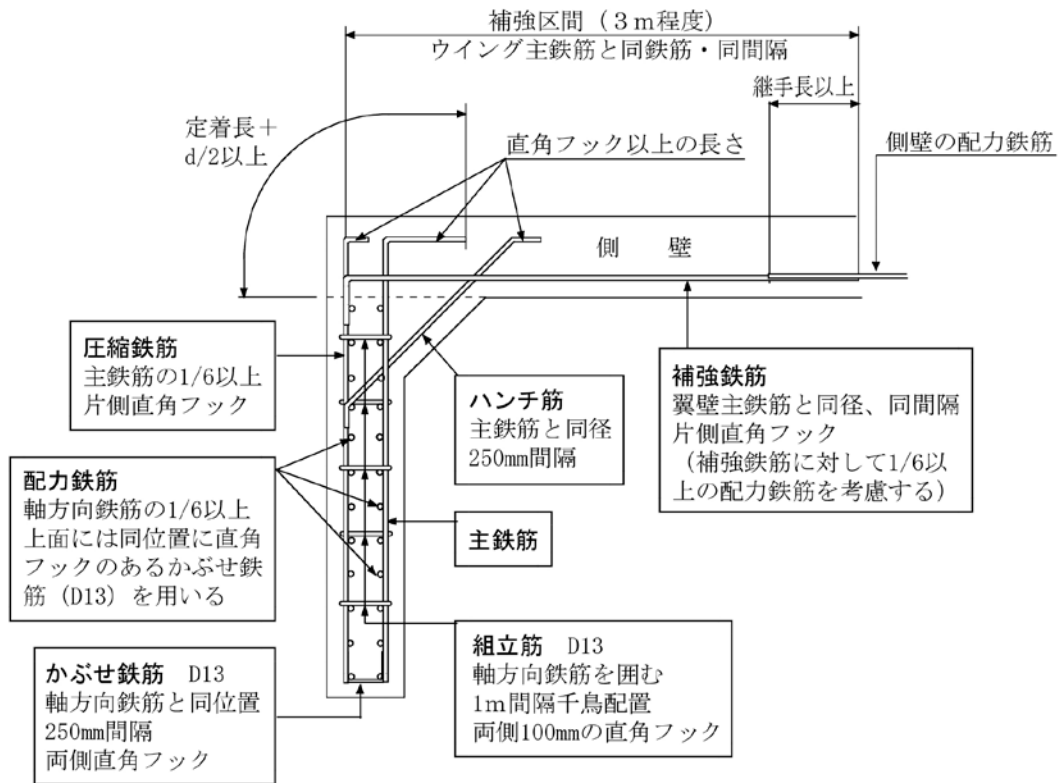 補強区間（３ｍ程度）
ウイング主鉄筋と同鉄筋・同間隔
継手長以上
定着長＋
d/2以上
直角フック以上の長さ
側壁の配力鉄筋
側　壁
圧縮鉄筋
主鉄筋の1/6以上
片側直角フック
ハンチ筋
主鉄筋と同径
250mm間隔
補強鉄筋
翼壁主鉄筋と同径、同間隔
片側直角フック
（補強鉄筋に対して1/6以
上の配力鉄筋を考慮する）
配力鉄筋
軸方向鉄筋の1/6以上
上面には同位置に直角
フックのあるかぶせ鉄
筋（D13）を用いる
主鉄筋
かぶせ鉄筋　D13
軸方向鉄筋と同位置
250mm間隔
両側直角フック
組立筋　D13
軸方向鉄筋を囲む
1ｍ間隔千鳥配置
両側100mmの直角フック